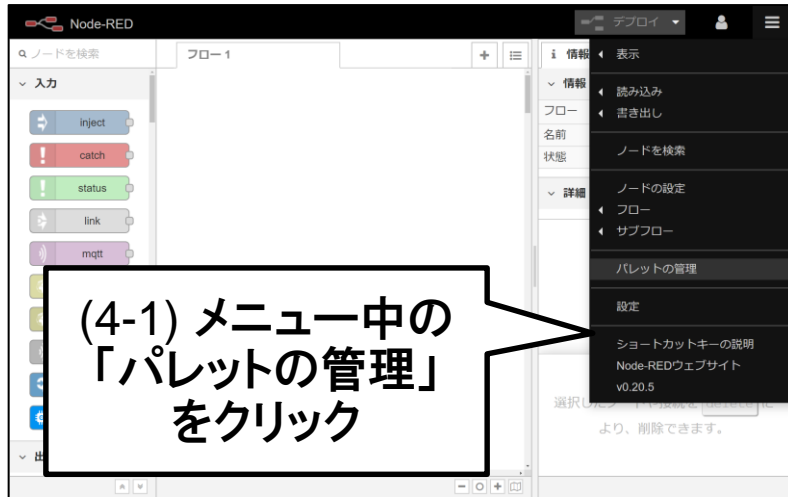 Node-RED
デプロイ
ノードを検索
フロー 1
情報
表示
入力
情報
読み込み
フロー
書き出し
inject
名前
catch
状態
ノードを検索
status
詳細
ノードの設定
フロー
link
サブフロー
mqtt
パレットの管理
設定
(4-1) メニュー中の
「パレットの管理」
をクリック
ショートカットキーの説明
Node-REDウェブサイト
v0.20.5
選択し
より、削除できます。